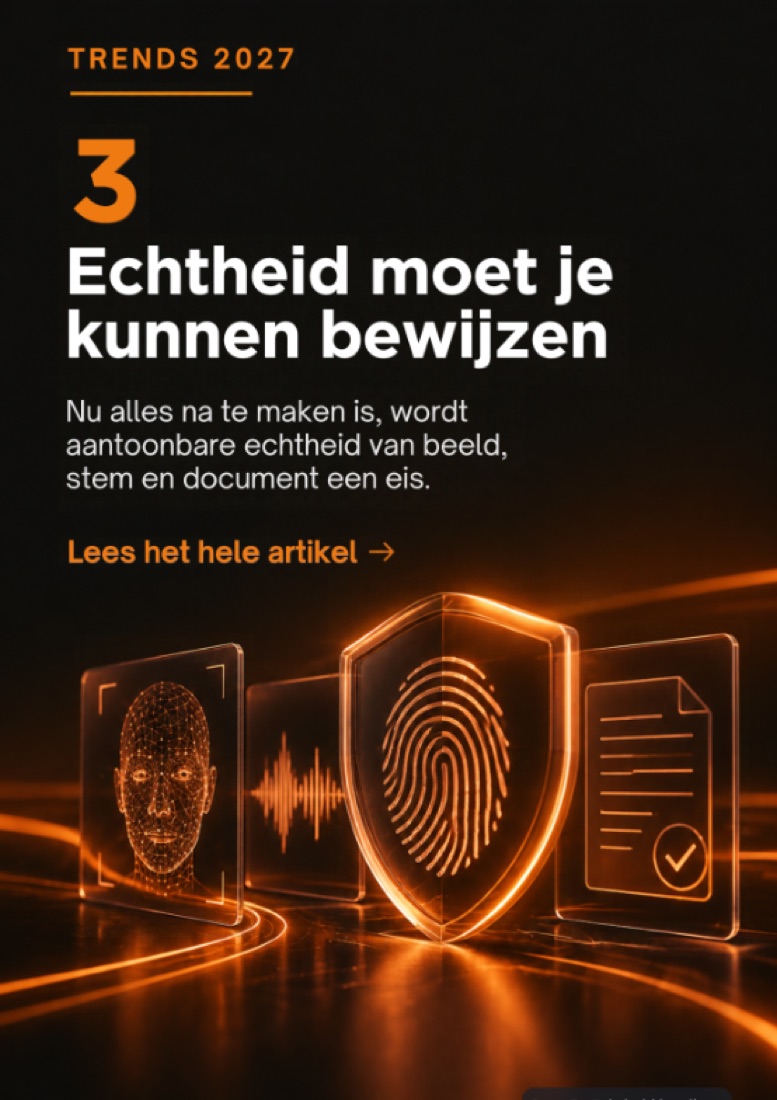 TRENDS 2027
3
Echtheid moet je
kunnen bewijzen
Nu alles na te maken is, wordt
aantoonbare echtheid van beeld,
stem en document een eis.
Lees het hele artikel →